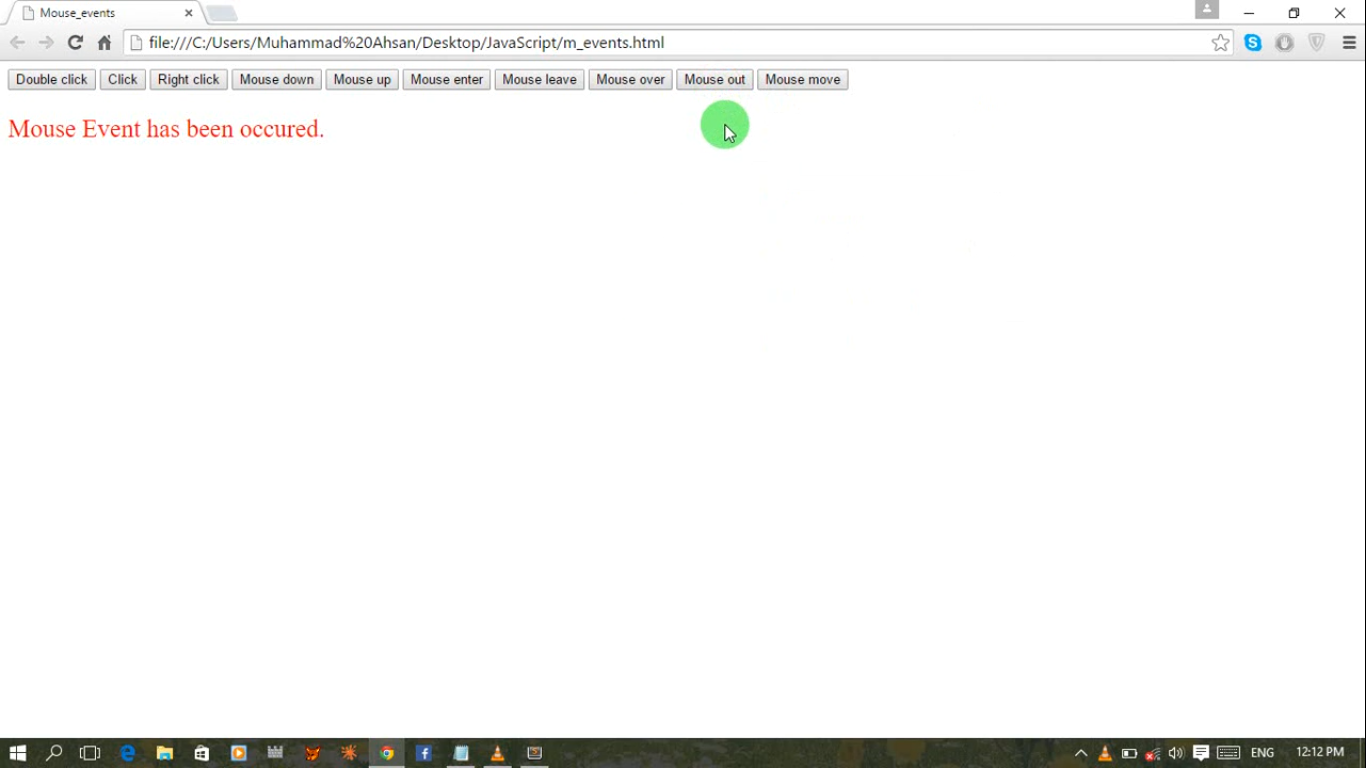 Mouse_events
file:///C:/Users/Muhammad%20Ahsan/Desktop/JavaScript/m_events.html
Double click Click Right click Mouse down Mouse up Mouse enter Mouse leave Mouse over Mouse out Mouse move
Mouse Event has been occured.
ENG 12:12 PM